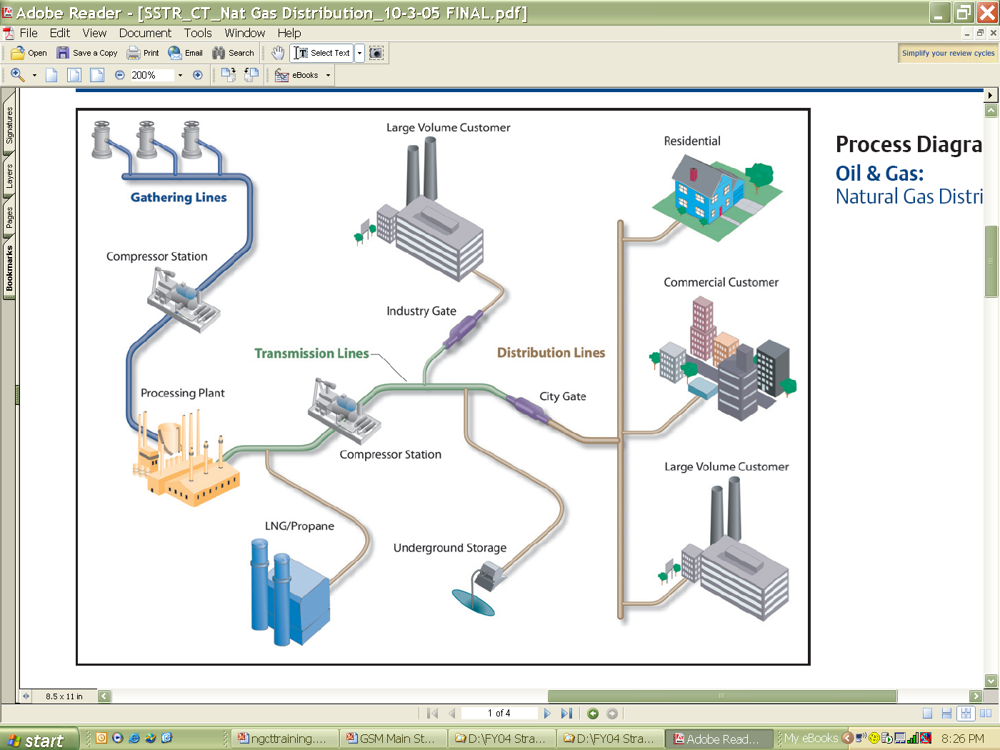 Adobe Reader - [SSTR_CT_Nat Gas Distribution_10-3-05 FINAL.pdf]
File Edit View Document Tools Window Help
Open Save a Copy Print Email Search Select Text
Simplify your review cycles
200% eBooks
Signatures
Layers
Pages
Bookmarks
Process Diagra
Oil & Gas:
Natural Gas Distri
Large Volume Customer
Residential
Gathering Lines
Compressor Station
Commercial Customer
Industry Gate
Transmission Lines
Distribution Lines
Processing Plant
City Gate
Compressor Station
Large Volume Customer
LNG/Propane
Underground Storage
8.5 x 11 in
1 of 4
start
ngcttraining....
GSM Main St...
D:\FY04 Stra...
D:\FY04 Stra...
Adobe Read...
My eBooks
8:26 PM